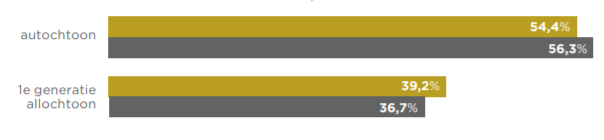 54,4%
autochtoon
56,3%
1e generatie
39,2%
allochtoon
36,7%